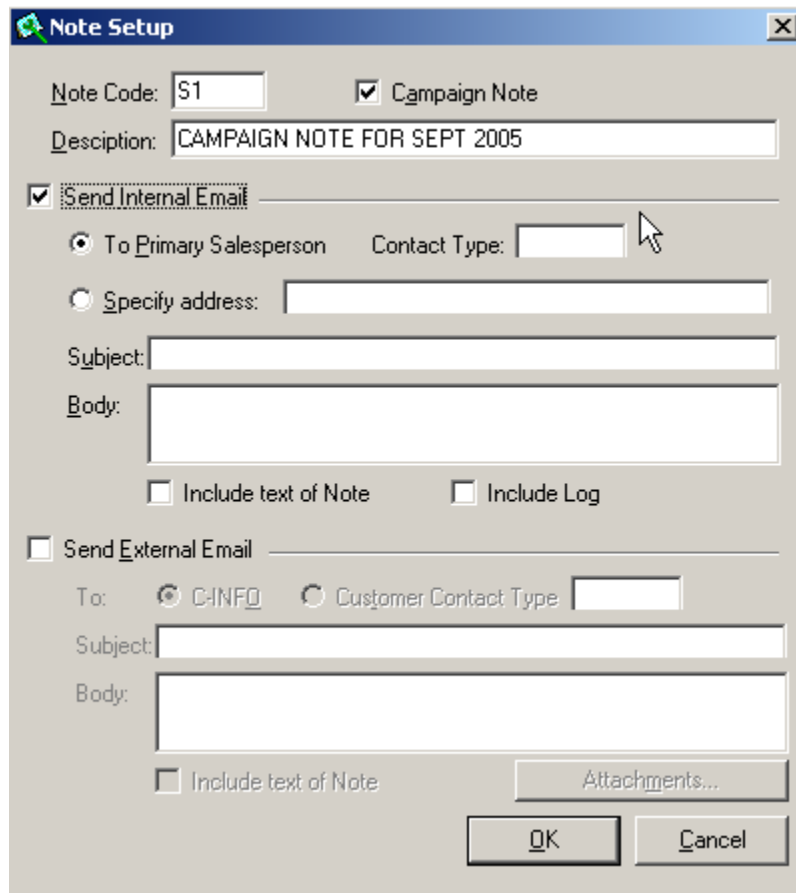 Note Setup
Note Code: S1 Campaign Note
Desciption: CAMPAIGN NOTE FOR SEPT 2005
Send Internal Email
To Primary Salesperson Contact Type:
Specify address:
Subject:
Body:
Include text of Note Include Log
Send External Email
To: C-INFO Customer Contact Type
Subject:
Body:
Include text of Note Attachments...
OK Cancel